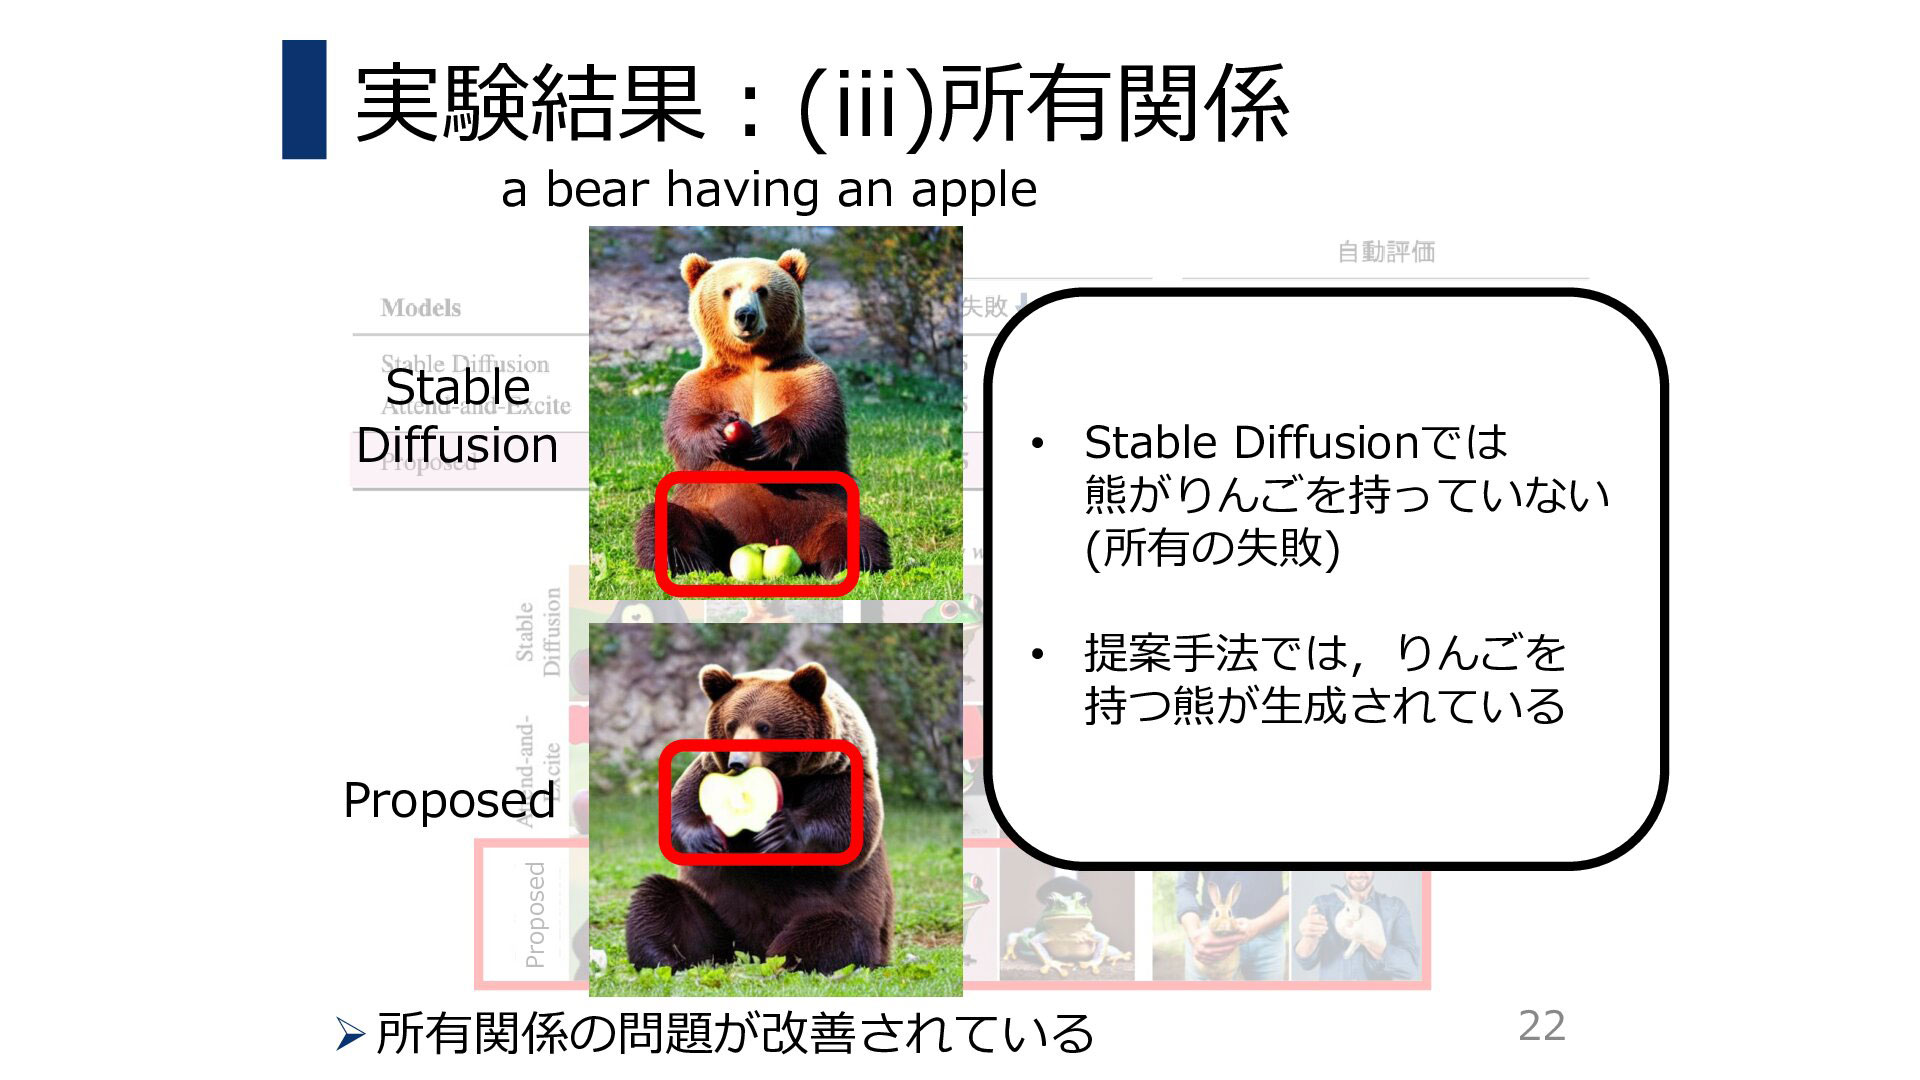 実験結果：(iii)所有関係
a bear having an apple
自動評価
Models
失敗
Stable Diffusion
Attend-and-Excite
Proposed
Stable
Diffusion
Proposed
• Stable Diffusionでは
熊がりんごを持っていない
(所有の失敗)
• 提案手法では，りんごを
持つ熊が生成されている
Stable
Diffusion
Attend-and-
Excite
Proposed
➢所有関係の問題が改善されている
22